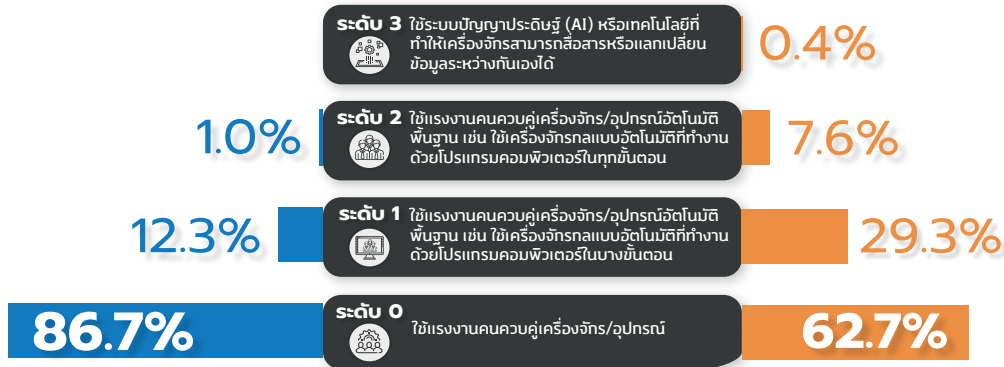 ระดับ 3 ใช้ระบบปัญญาประดิษฐ์ (AI) หรือเทคโนโลยีที่
ทำให้เครื่องจักรสามารถสื่อสารหรือแลกเปลี่ยน
ข้อมูลระหว่างกันเองได้
0.4%
1.0%
ระดับ 2 ใช้แรงงานคนควบคู่เครื่องจักร/อุปกรณ์อัตโนมัติ
พื้นฐาน เช่น ใช้เครื่องจักรกลแบบอัตโนมัติที่ทำงาน
ด้วยโปรแกรมคอมพิวเตอร์ในทุกขั้นตอน
7.6%
12.3%
ระดับ 1 ใช้แรงงานคนควบคู่เครื่องจักร/อุปกรณ์อัตโนมัติ
พื้นฐาน เช่น ใช้เครื่องจักรกลแบบอัตโนมัติที่ทำงาน
ด้วยโปรแกรมคอมพิวเตอร์ในบางขั้นตอน
29.3%
86.7%
ระดับ 0
ใช้แรงงานคนควบคู่เครื่องจักร/อุปกรณ์
62.7%